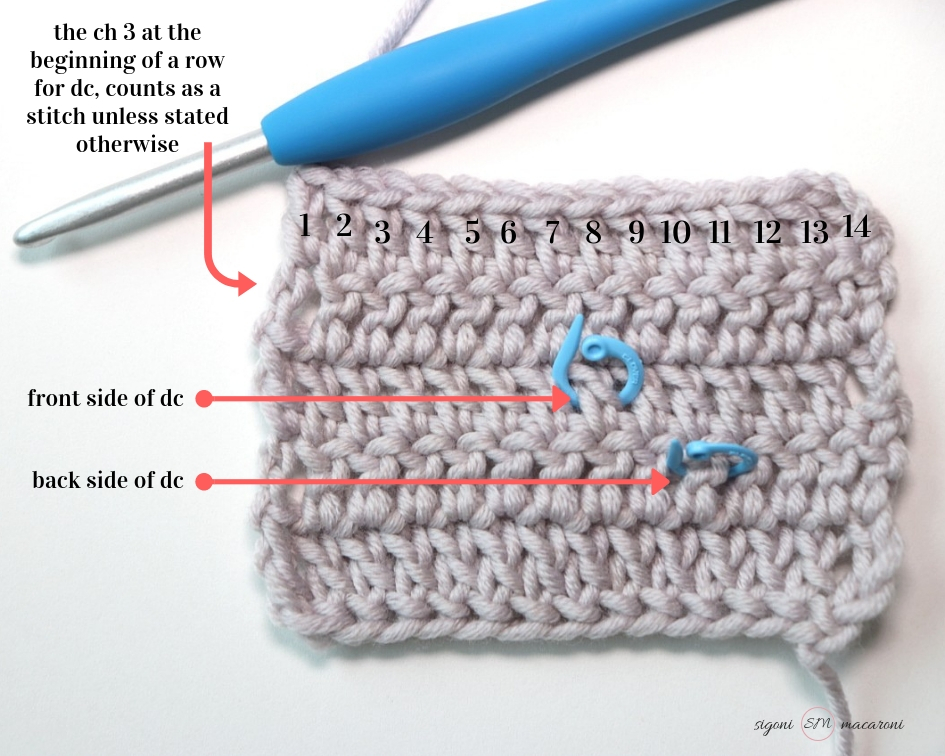 the ch 3 at the
beginning of a row
for dc, counts as a
stitch unless stated
otherwise
1 2 3 4 5 6 7 8 9 10 11 12 13 14
front side of dc
back side of dc
sigoni SM macaroni